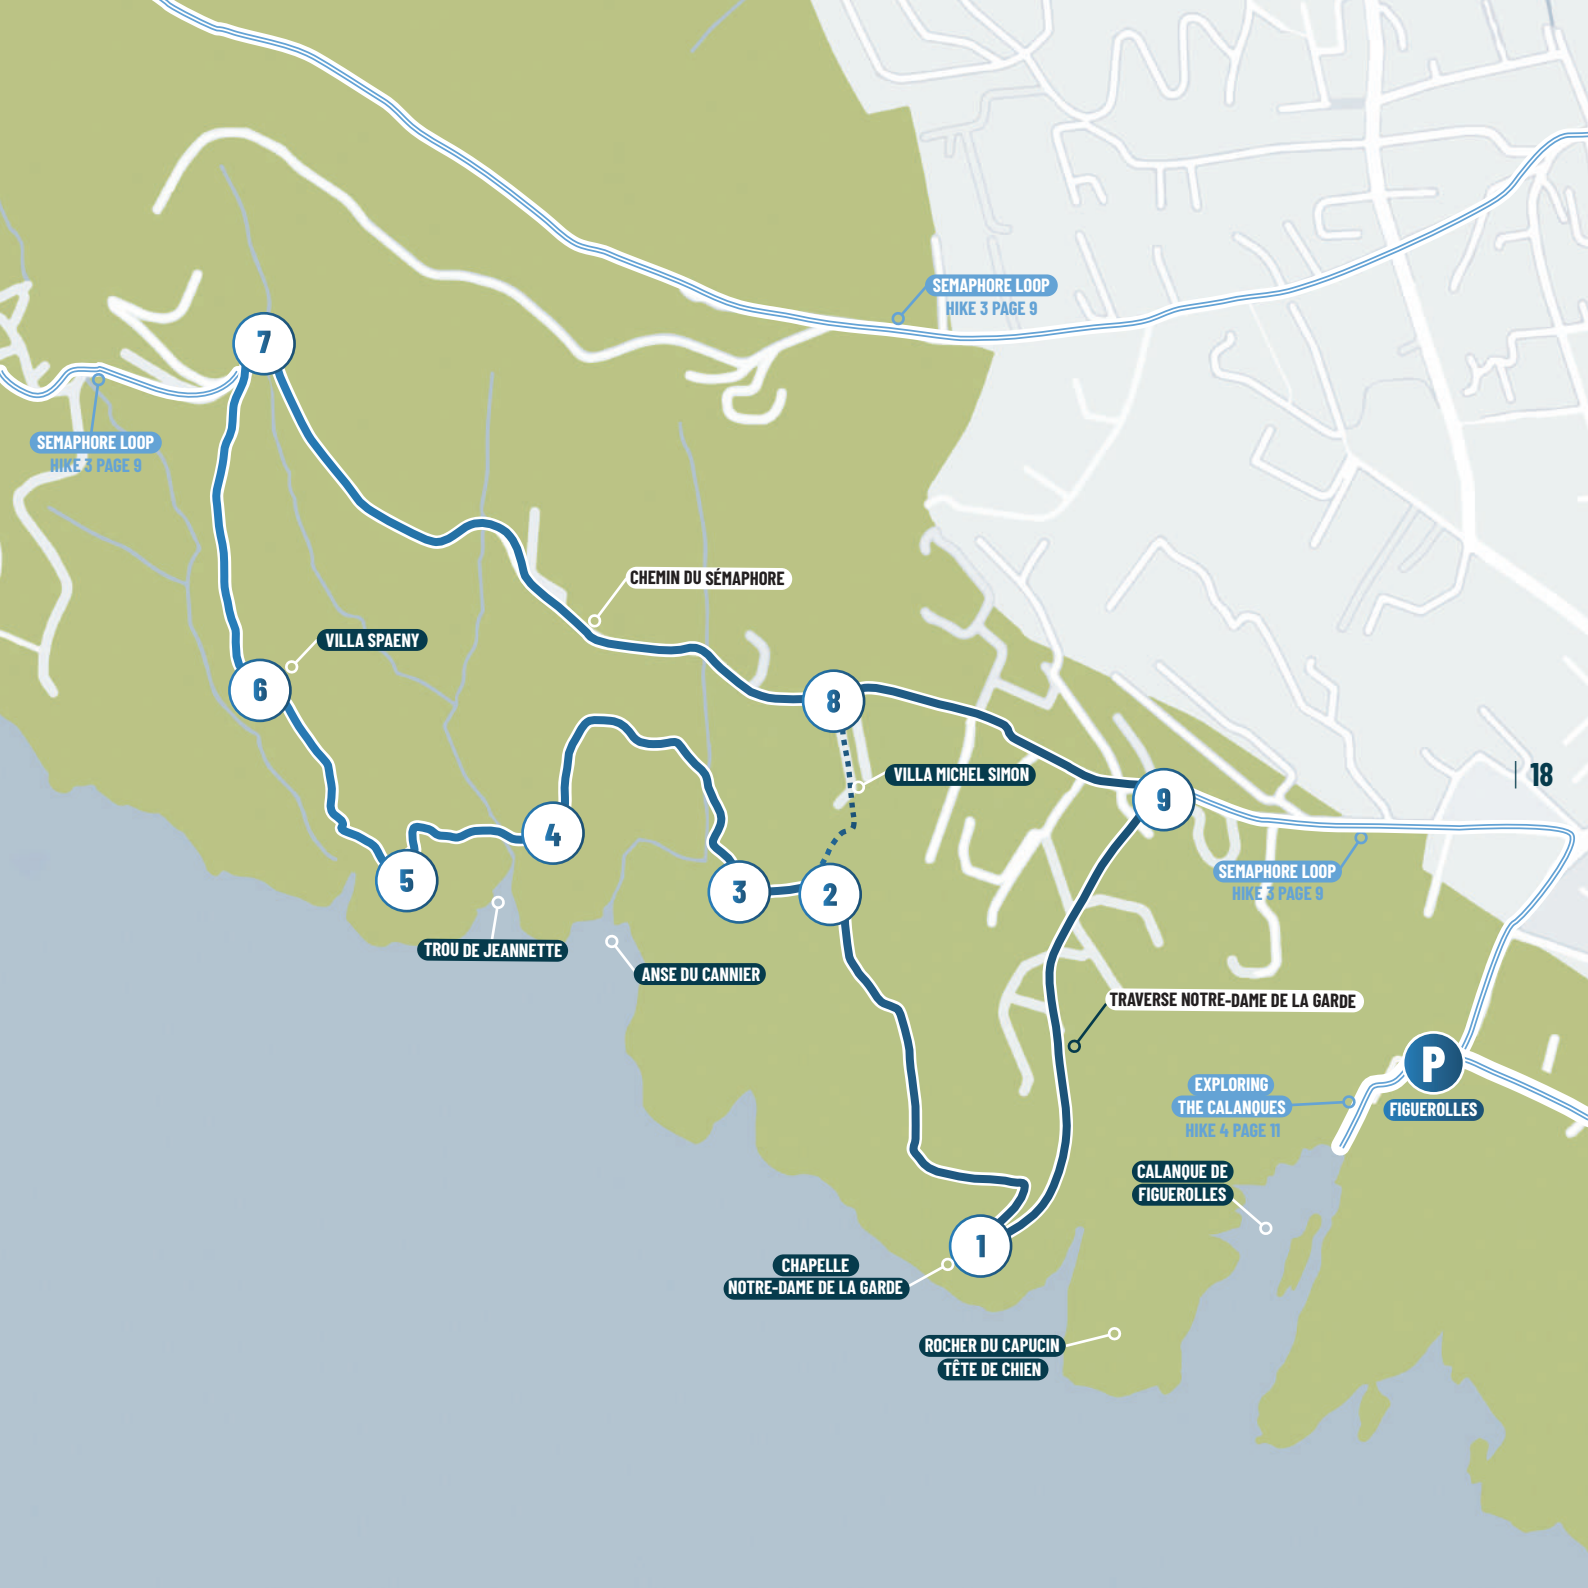 SEMAPHORE LOOP
HIKE 3 PAGE 9
7
SEMAPHORE LOOP
HIKE 3 PAGE 9
CHEMIN DU SÉMAPHORE
VILLA SPAENY
6
8
VILLA MICHEL SIMON
18
9
4
SEMAPHORE LOOP
HIKE 3 PAGE 9
5
3
2
TROU DE JEANNETTE
ANSE DU CANNIER
TRAVERSE NOTRE-DAME DE LA GARDE
P
FIGUEROLLES
EXPLORING
THE CALANQUES
HIKE 4 PAGE 11
CALANQUE DE
FIGUEROLLES
1
CHAPELLE
NOTRE-DAME DE LA GARDE
ROCHER DU CAPUCIN
TÊTE DE CHIEN